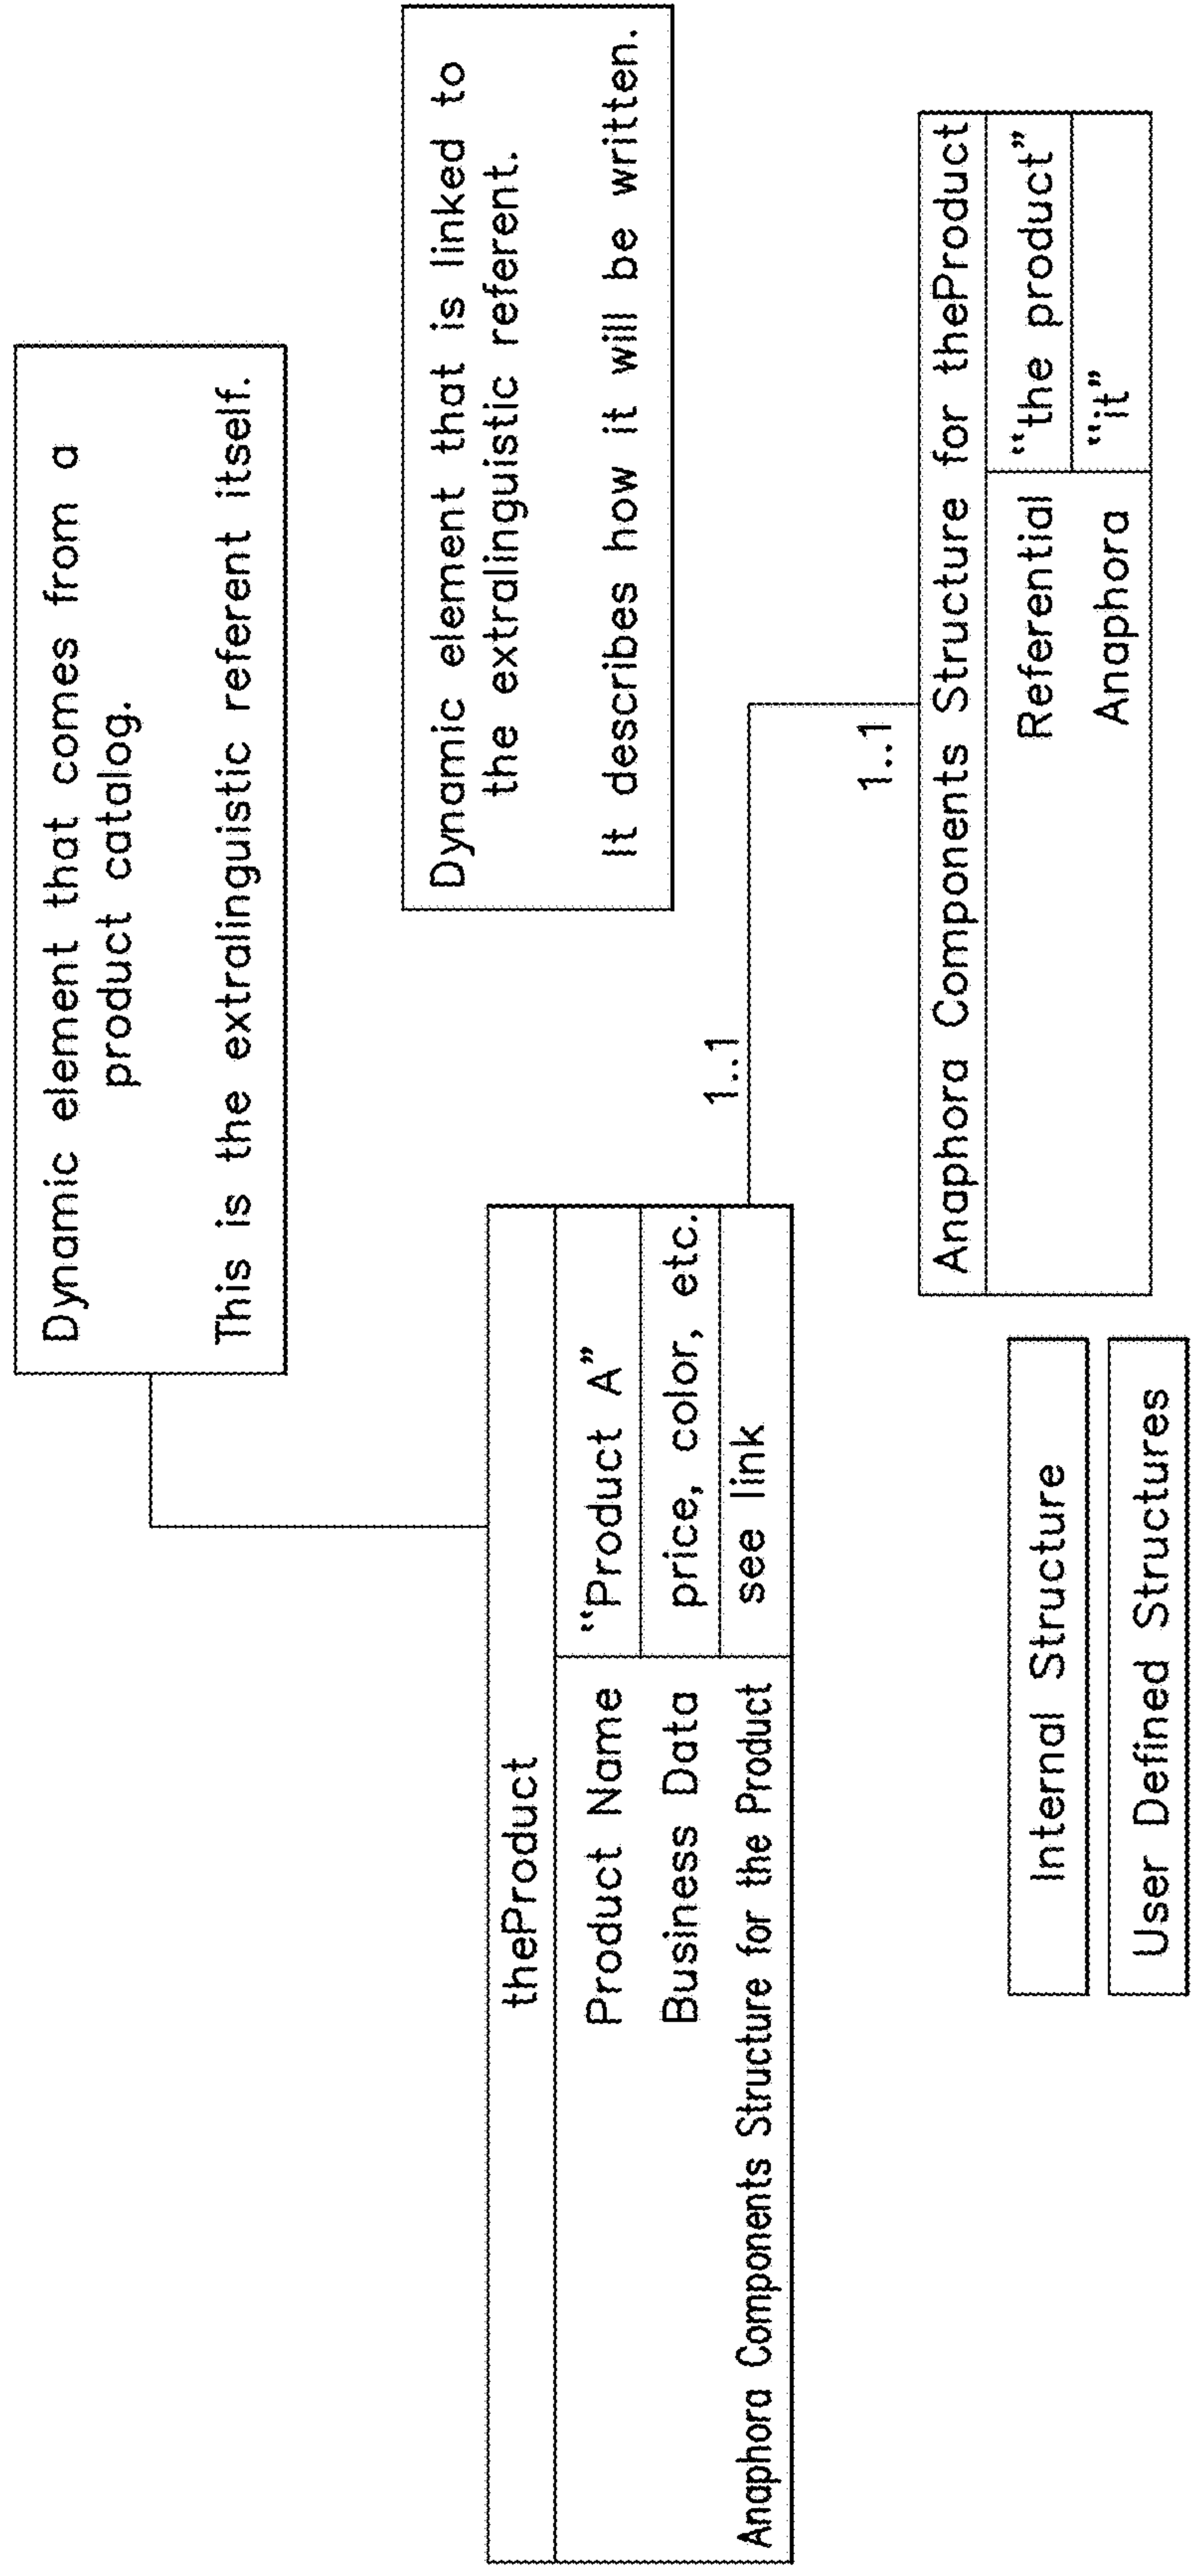 Dynamic element that comes from a
product catalog.
This is the extralinguistic referent itself.
Dynamic element that is linked to
the extralinguistic referent.
It describes how it will be written.
theProduct
Product Name “Product A”
Business Data price, color, etc.
Anaphora Components Structure for the Product see link
1..1
1..1
Anaphora Components Structure for theProduct
Referential “the product”
Anaphora “it”
Internal Structure
User Defined Structures